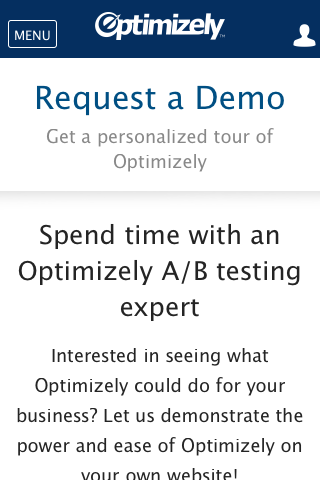 MENU
Optimizely™
Request a Demo
Get a personalized tour of
Optimizely
Spend time with an
Optimizely A/B testing
expert
Interested in seeing what
Optimizely could do for your
business? Let us demonstrate the
power and ease of Optimizely on
your own website!